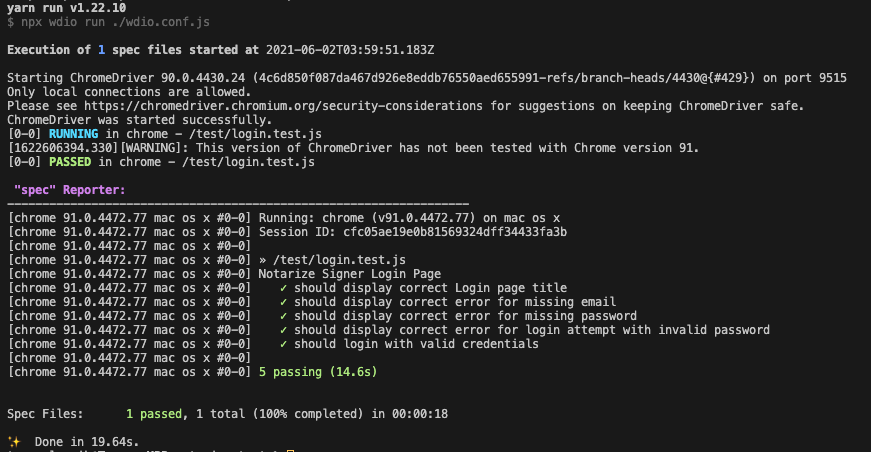 yarn run v1.22.10
$ npx wdio run ./wdio.conf.js
Execution of 1 spec files started at 2021-06-02T03:59:51.183Z
Starting ChromeDriver 90.0.4430.24 (4c6d850f087da467d926e8eddb76550aed655991-refs/branch-heads/4430@{#429}) on port 9515
Only local connections are allowed.
Please see https://chromedriver.chromium.org/security-considerations for suggestions on keeping ChromeDriver safe.
ChromeDriver was started successfully.
[0-0] RUNNING in chrome - /test/login.test.js
[1622606394.330][WARNING]: This version of ChromeDriver has not been tested with Chrome version 91.
[0-0] PASSED in chrome - /test/login.test.js
"spec" Reporter:
------------------------------------------------------------------
[chrome 91.0.4472.77 mac os x #0-0] Running: chrome (v91.0.4472.77) on mac os x
[chrome 91.0.4472.77 mac os x #0-0] Session ID: cfc05ae19e0b81569324dff34433fa3b
[chrome 91.0.4472.77 mac os x #0-0]
[chrome 91.0.4472.77 mac os x #0-0] » /test/login.test.js
[chrome 91.0.4472.77 mac os x #0-0] Notarize Signer Login Page
[chrome 91.0.4472.77 mac os x #0-0]    ✓ should display correct Login page title
[chrome 91.0.4472.77 mac os x #0-0]    ✓ should display correct error for missing email
[chrome 91.0.4472.77 mac os x #0-0]    ✓ should display correct error for missing password
[chrome 91.0.4472.77 mac os x #0-0]    ✓ should display correct error for login attempt with invalid password
[chrome 91.0.4472.77 mac os x #0-0]    ✓ should login with valid credentials
[chrome 91.0.4472.77 mac os x #0-0]
[chrome 91.0.4472.77 mac os x #0-0] 5 passing (14.6s)
Spec Files:      1 passed, 1 total (100% completed) in 00:00:18
✨  Done in 19.64s.